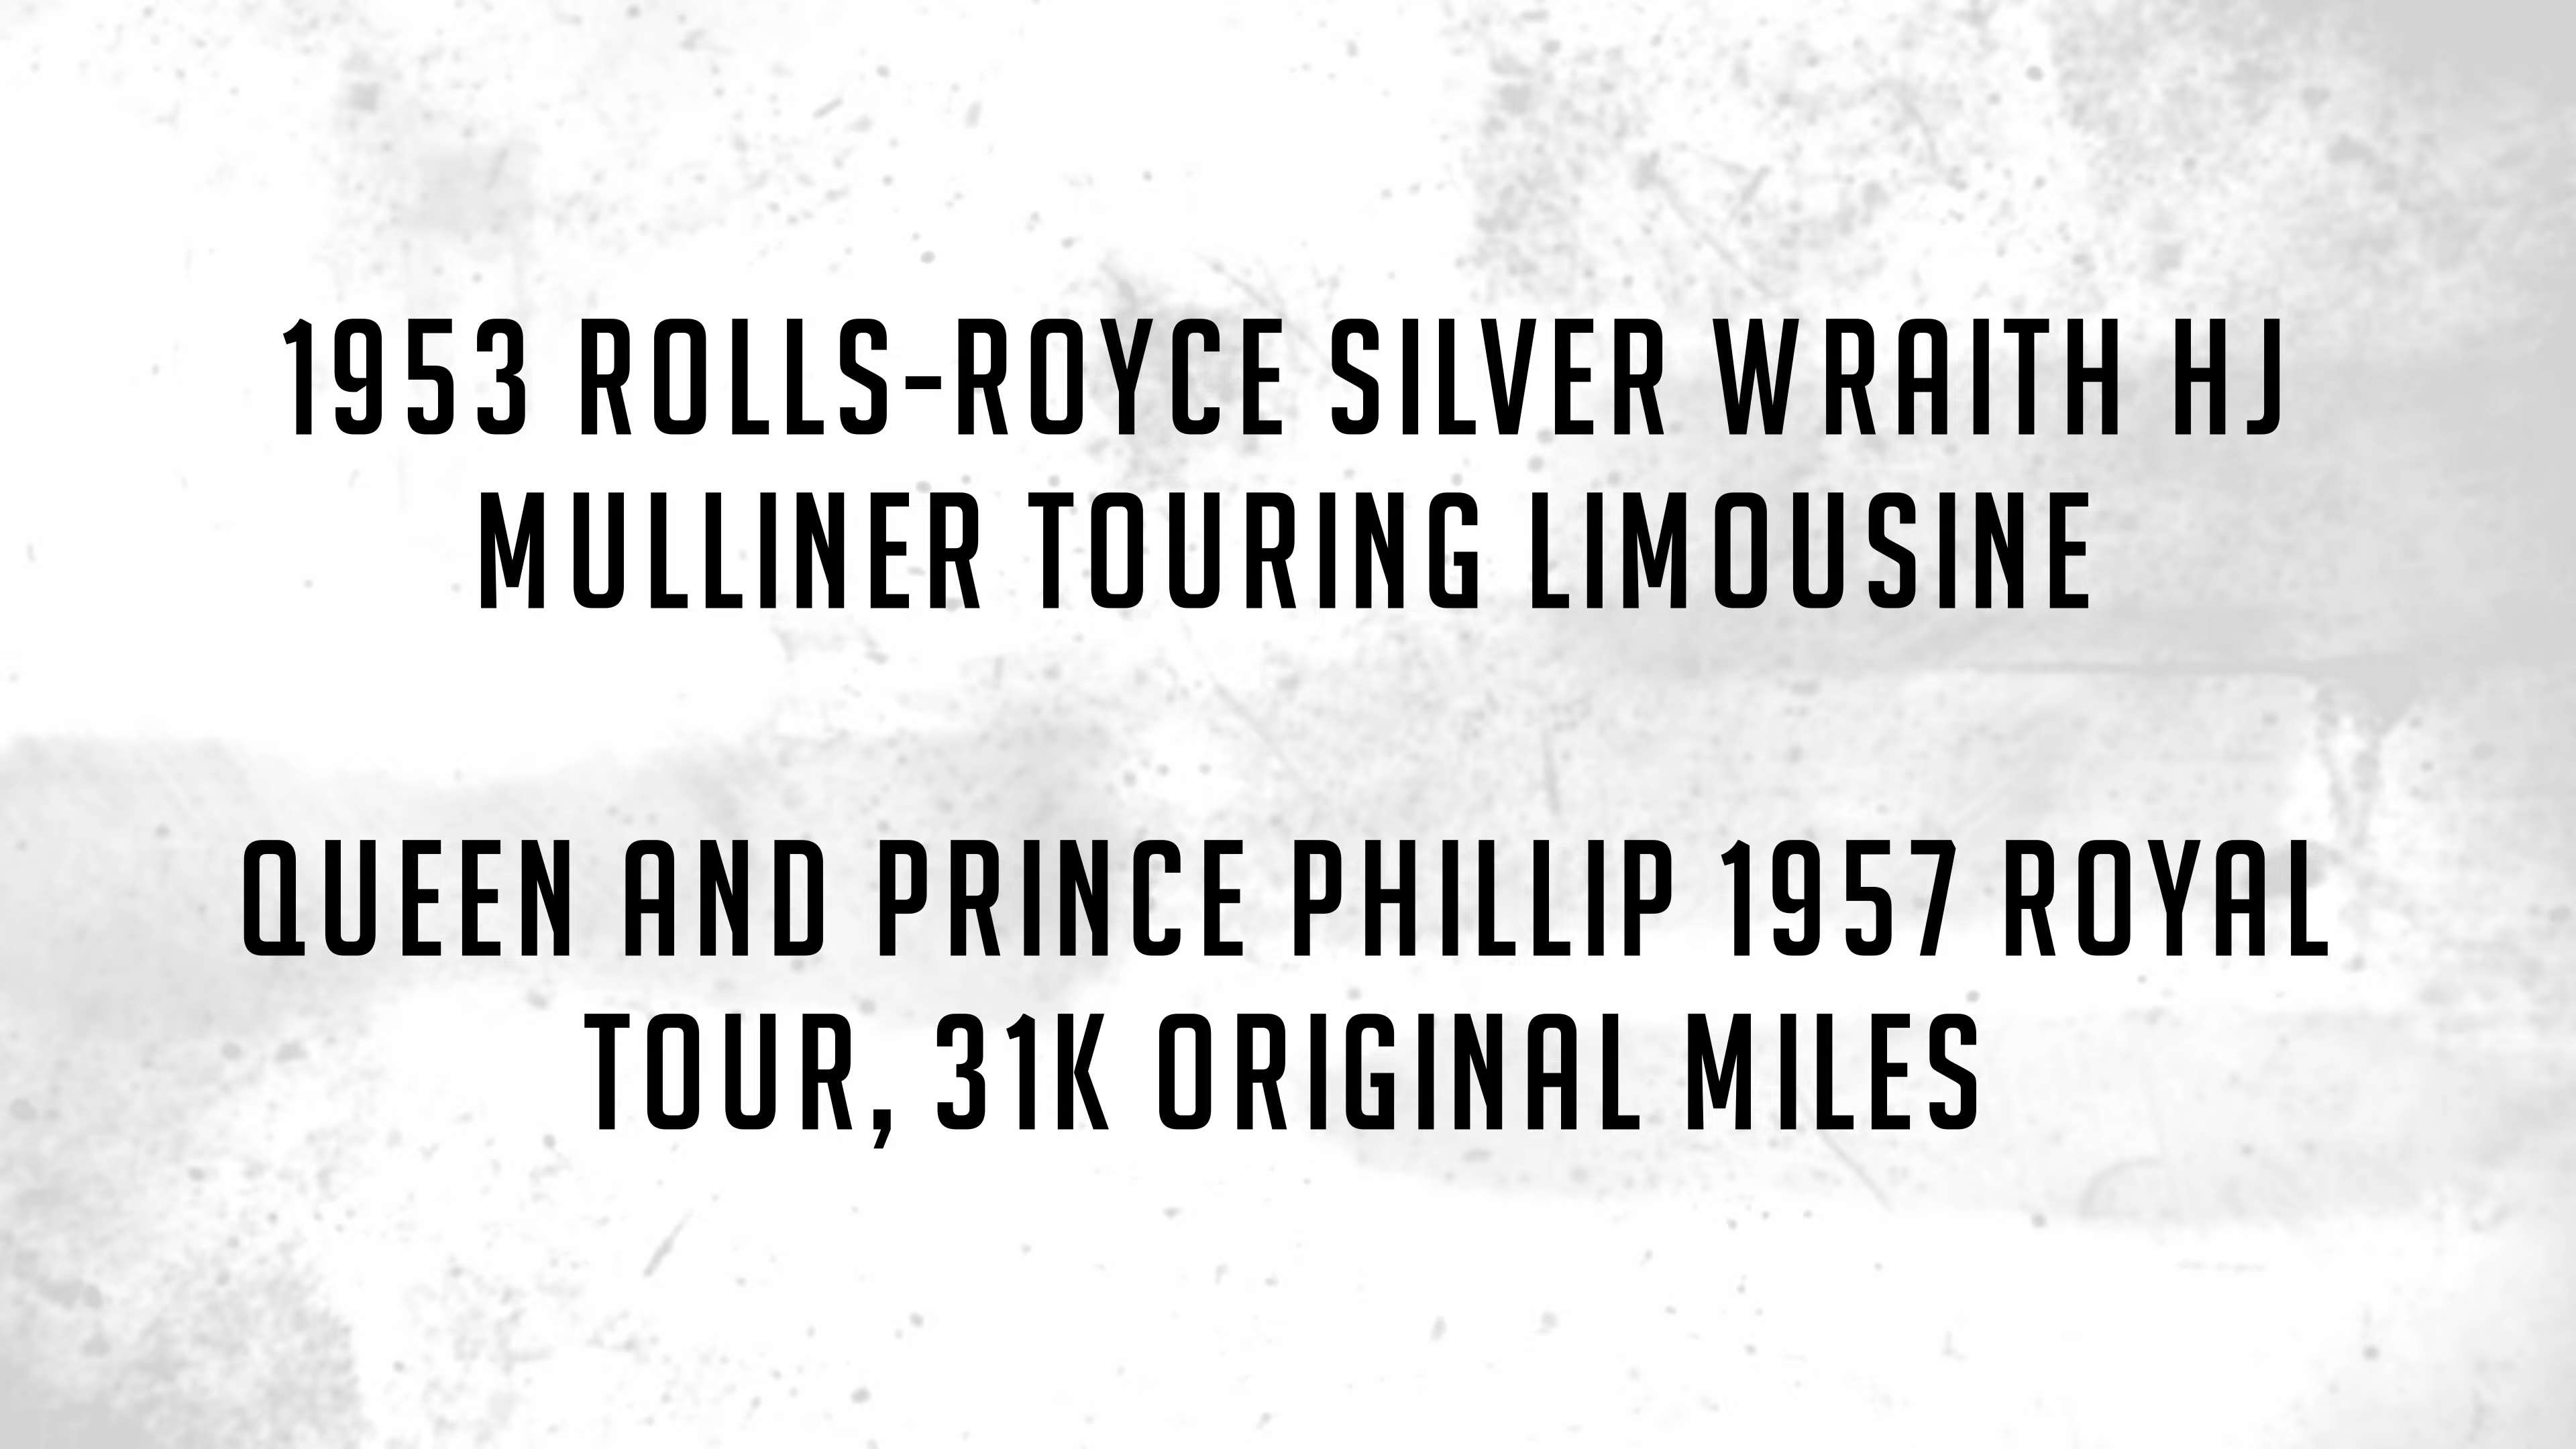 1953 ROLLS-ROYCE SILVER WRAITH HJ
MULLINER TOURING LIMOUSINE
QUEEN AND PRINCE PHILLIP 1957 ROYAL
TOUR, 31K ORIGINAL MILES